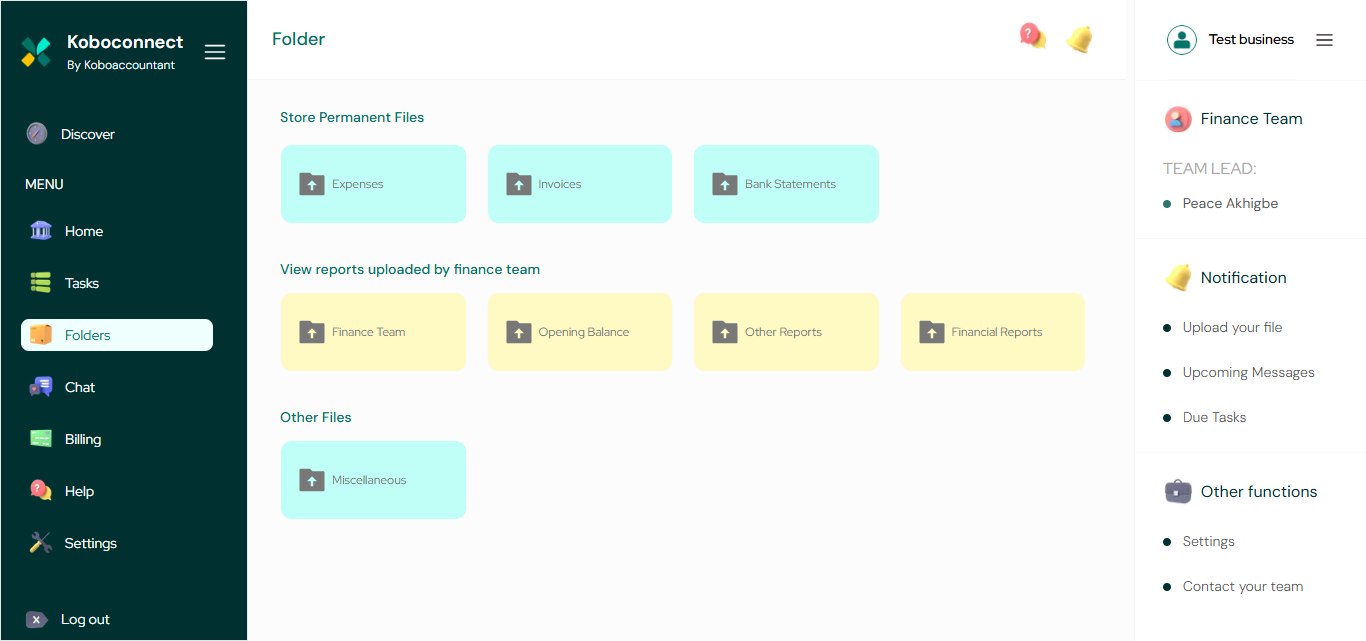 Koboconnect
By Koboaccountant
Discover
MENU
Home
Tasks
Folders
Chat
Billing
Help
Settings
Log out
Folder
Store Permanent Files
Expenses
Invoices
Bank Statements
View reports uploaded by finance team
Finance Team
Opening Balance
Other Reports
Financial Reports
Other Files
Miscellaneous
Test business
Finance Team
TEAM LEAD:
Peace Akhigbe
Notification
Upload your file
Upcoming Messages
Due Tasks
Other functions
Settings
Contact your team